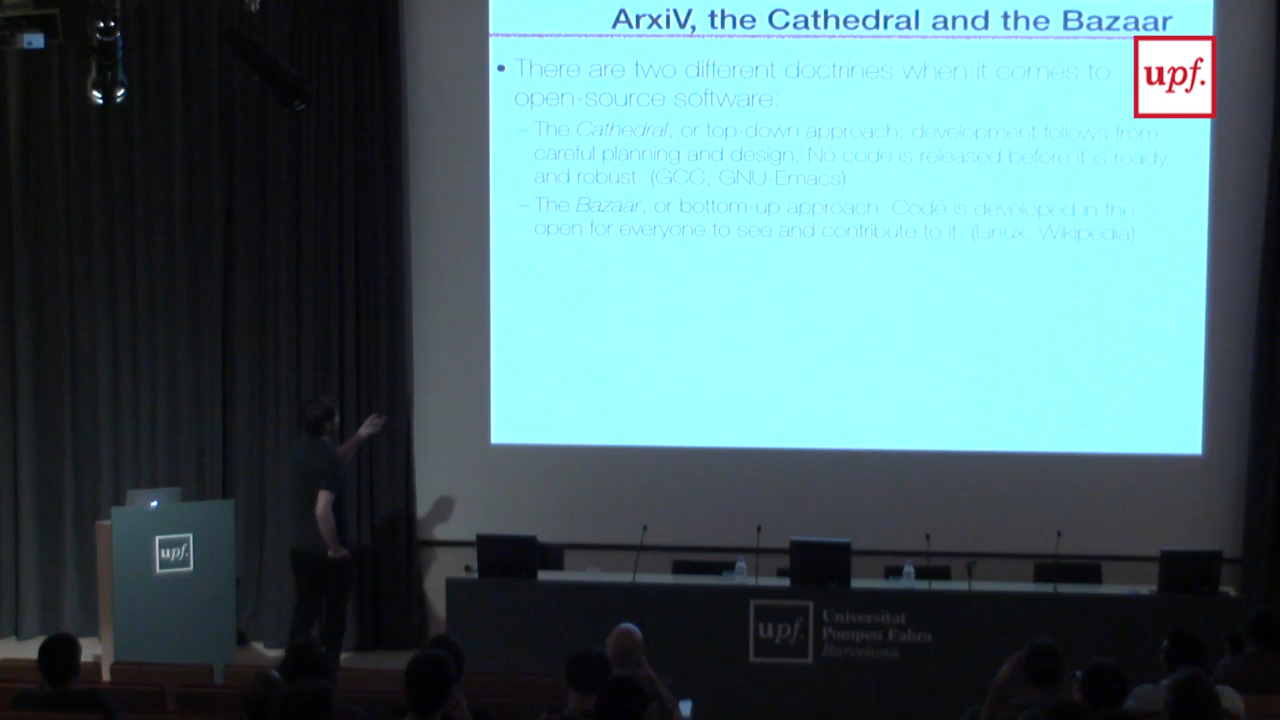 ArxiV, the Cathedral and the Bazaar
upf.
• There are two different doctrines when it comes to
open-source software:
– The Cathedral, or top-down approach: development follows from
careful planning and design. No code is released before it is ready
and robust. (GCC, GNU-Emacs)
– The Bazaar, or bottom-up approach: Code is developed in the
open for everyone to see and contribute to it. (Linux, Wikipedia)
upf.
upf.
Universitat
Pompeu Fabra
Barcelona